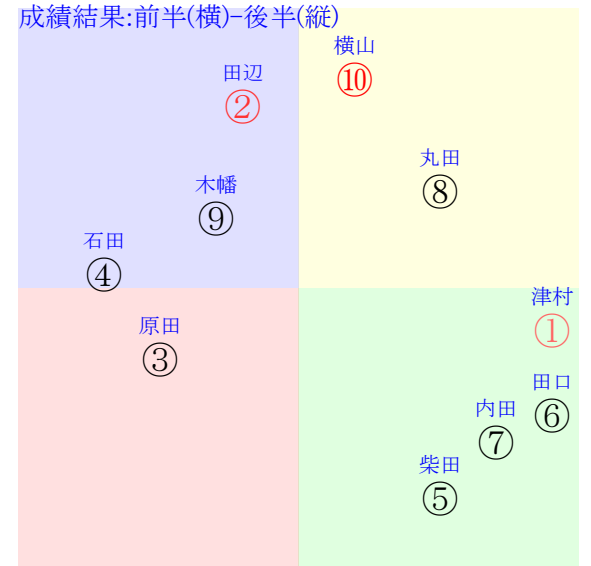 成績結果:前半(横)-後半(縦)
横山
⑩
田辺
②
丸田
⑧
木幡
⑨
石田
④
津村
①
原田
③
田口
⑥
内田
⑦
柴田
⑤